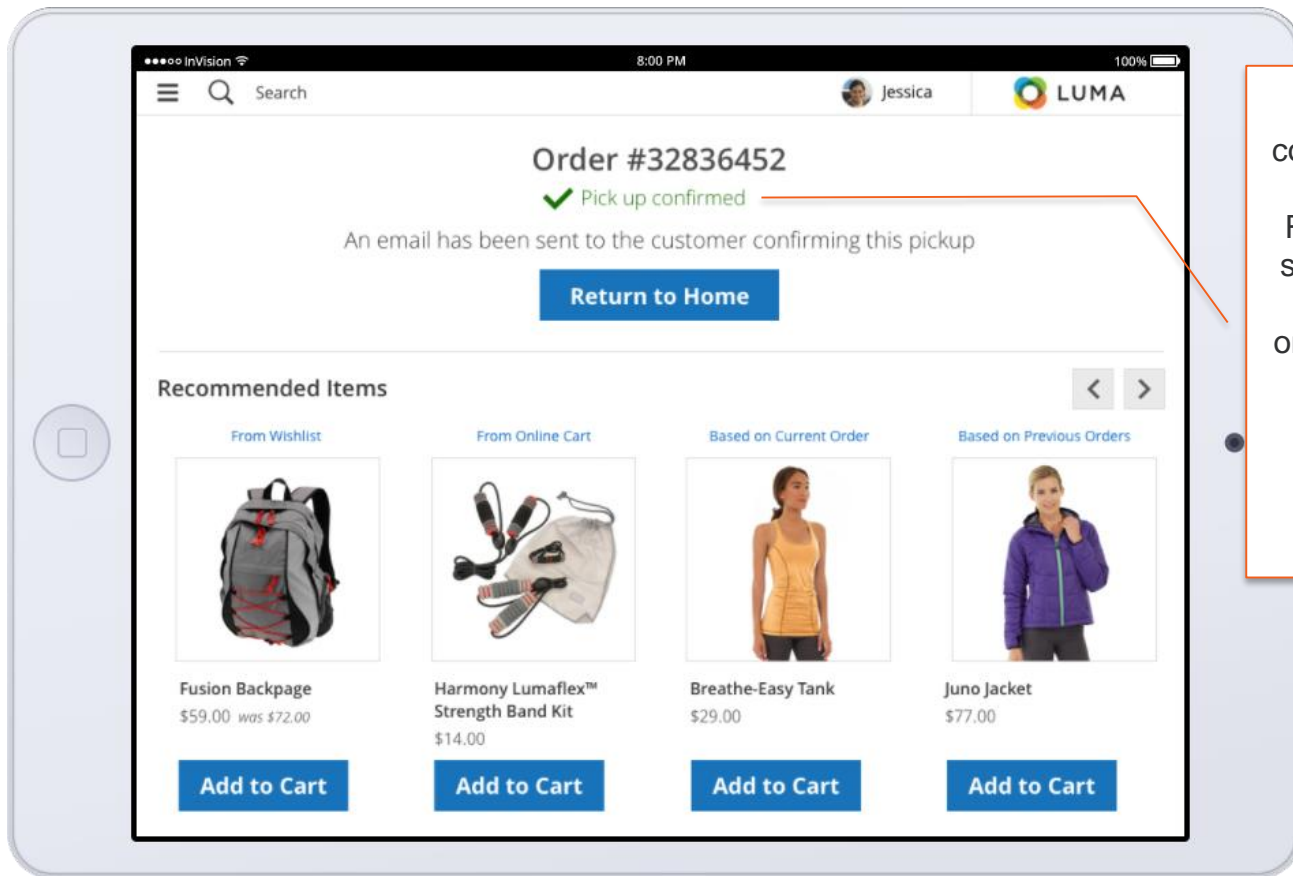 InVision 8:00 PM 100%
Search Jessica LUMA
Order #32836452
Pick up confirmed
An email has been sent to the customer confirming this pickup
Return to Home
Recommended Items
From Wishlist From Online Cart Based on Current Order Based on Previous Orders
Fusion Backpage
$59.00 was $72.00
Harmony Lumaflex™
Strength Band Kit
$14.00
Breathe-Easy Tank
$29.00
Juno Jacket
$77.00
Add to Cart Add to Cart Add to Cart Add to Cart